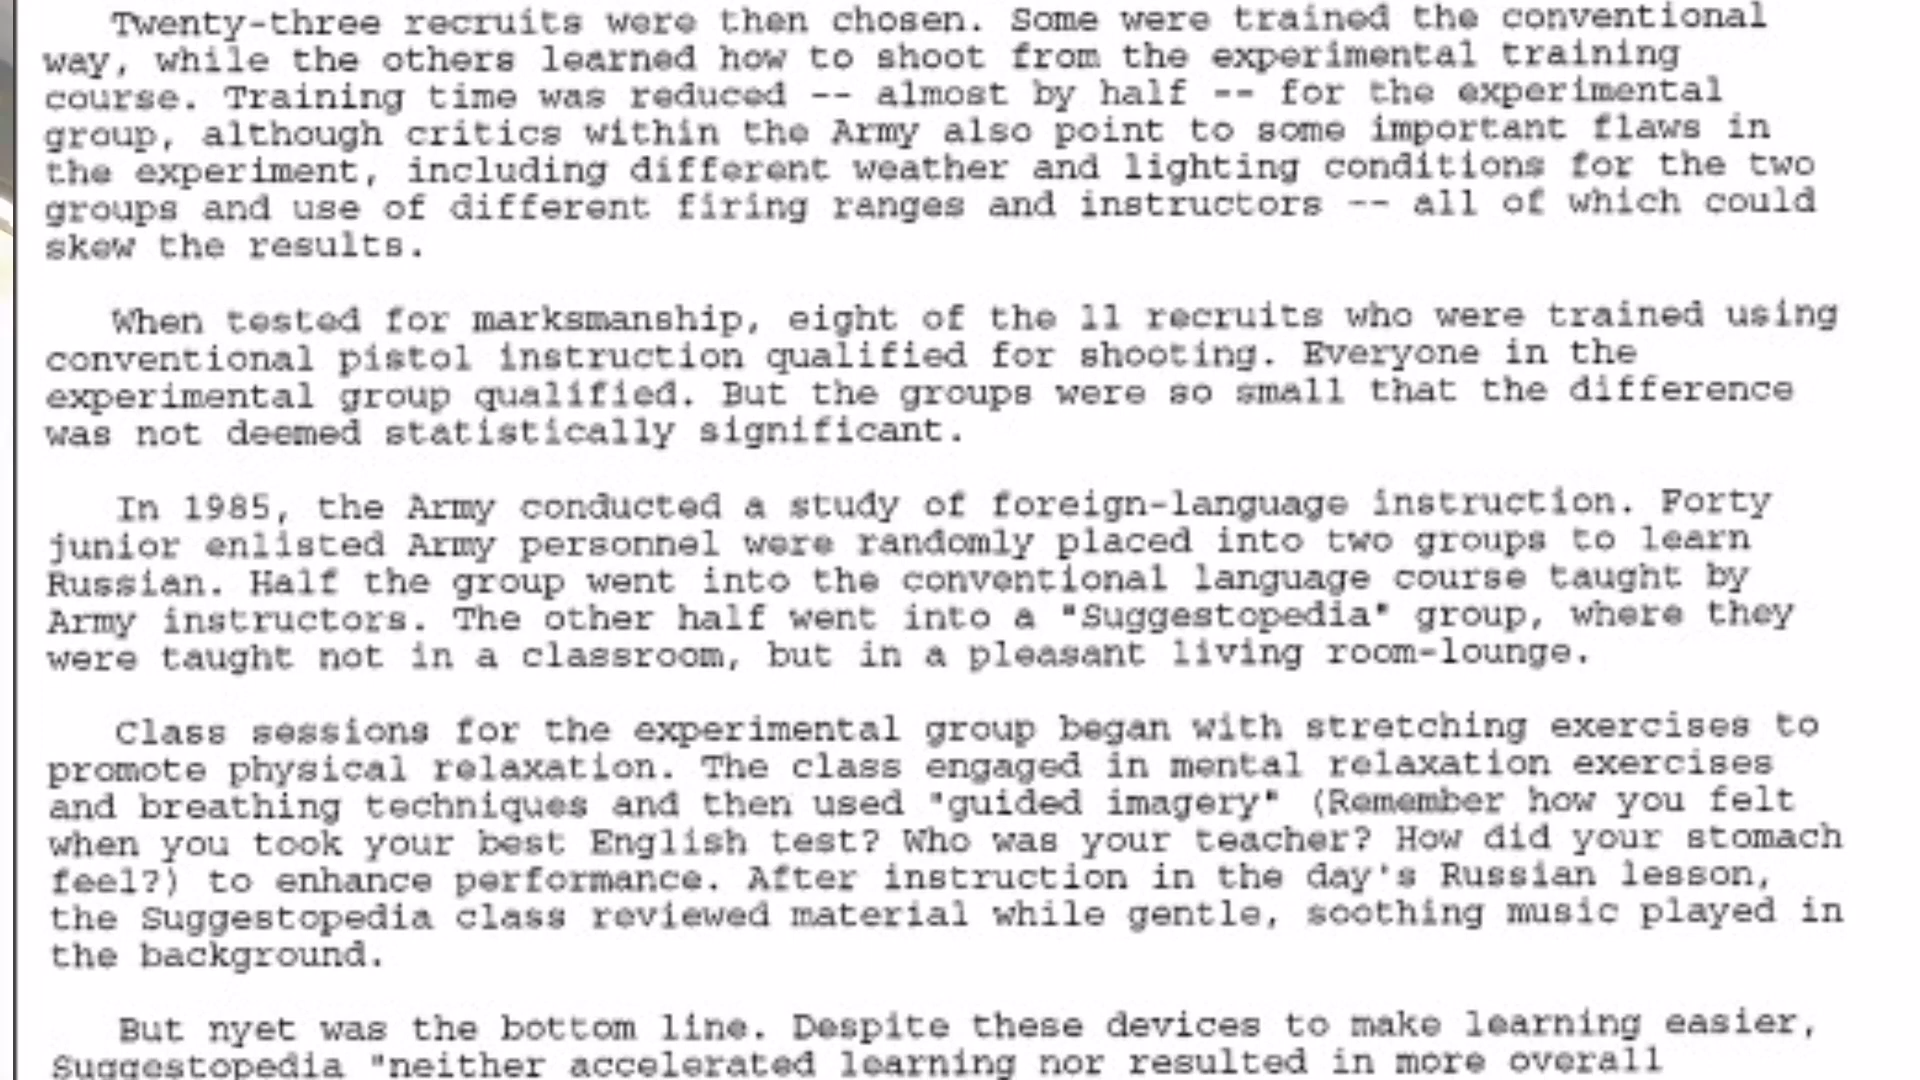 Twenty-three recruits were then chosen. Some were trained the conventional
way, while the others learned how to shoot from the experimental training
course. Training time was reduced -- almost by half -- for the experimental
group, although critics within the Army also point to some important flaws in
the experiment, including different weather and lighting conditions for the two
groups and use of different firing ranges and instructors -- all of which could
skew the results.
When tested for marksmanship, eight of the 11 recruits who were trained using
conventional pistol instruction qualified for shooting. Everyone in the
experimental group qualified. But the groups were so small that the difference
was not deemed statistically significant.
In 1985, the Army conducted a study of foreign-language instruction. Forty
junior enlisted Army personnel were randomly placed into two groups to learn
Russian. Half the group went into the conventional language course taught by
Army instructors. The other half went into a "Suggestopedia" group, where they
were taught not in a classroom, but in a pleasant living room-lounge.
Class sessions for the experimental group began with stretching exercises to
promote physical relaxation. The class engaged in mental relaxation exercises
and breathing techniques and then used "guided imagery" (Remember how you felt
when you took your best English test? Who was your teacher? How did your stomach
feel?) to enhance performance. After instruction in the day's Russian lesson,
the Suggestopedia class reviewed material while gentle, soothing music played in
the background.
But nyet was the bottom line. Despite these devices to make learning easier,
Suggestopedia "neither accelerated learning nor resulted in more overall